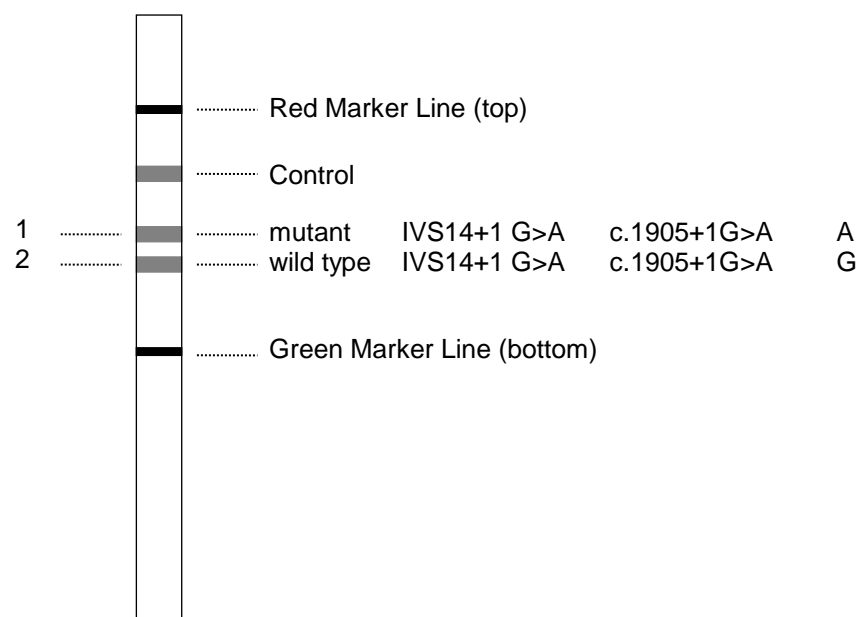 Red Marker Line (top)
Control
1 mutant IVS14+1 G>A c.1905+1G>A A
2 wild type IVS14+1 G>A c.1905+1G>A G
Green Marker Line (bottom)